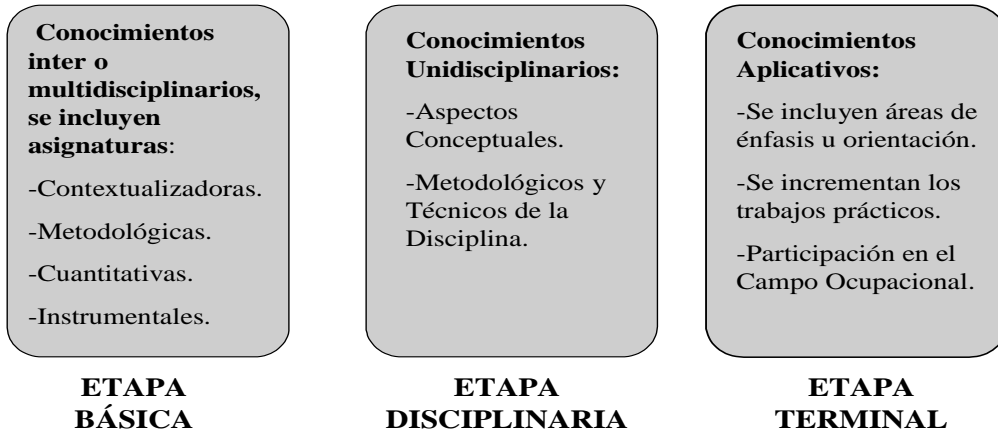 Conocimientos
inter o
multidisciplinarios,
se incluyen
asignaturas:
-Contextualizadoras.
-Metodológicas.
-Cuantitativas.
-Instrumentales.
ETAPA
BÁSICA
Conocimientos
Unidisciplinarios:
-Aspectos
Conceptuales.
-Metodológicos y
Técnicos de la
Disciplina.
ETAPA
DISCIPLINARIA
Conocimientos
Aplicativos:
-Se incluyen áreas de
énfasis u orientación.
-Se incrementan los
trabajos prácticos.
-Participación en el
Campo Ocupacional.
ETAPA
TERMINAL